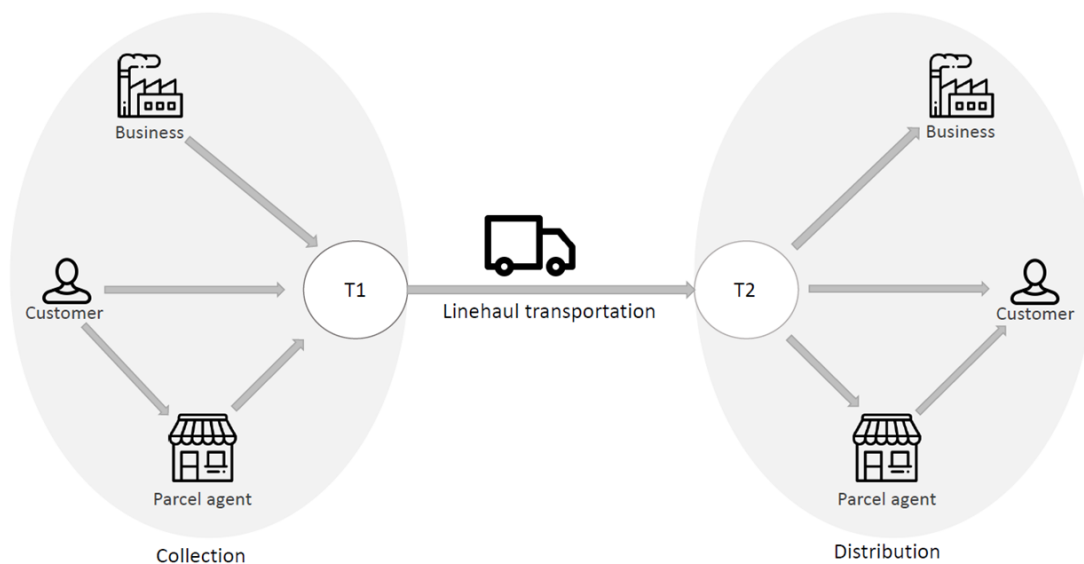 Business
Business
T1
T2
Customer
Linehaul transportation
Customer
Parcel agent
Parcel agent
Collection
Distribution